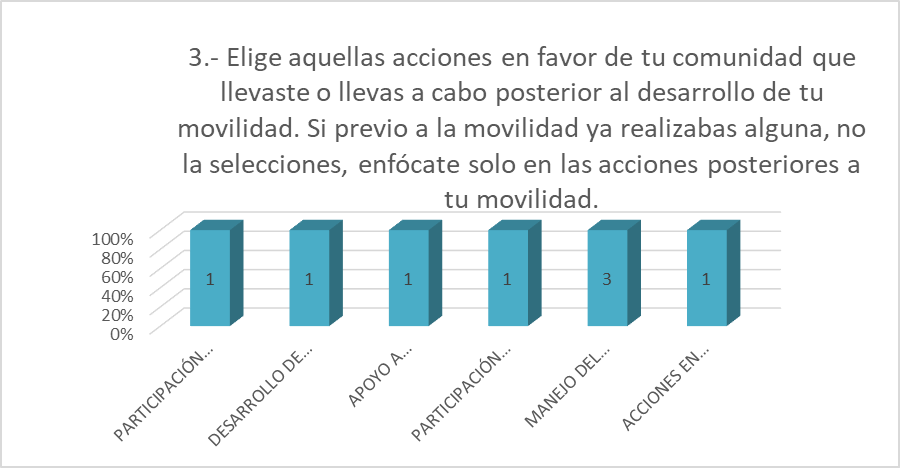 3.- Elige aquellas acciones en favor de tu comunidad que
llevaste o llevas a cabo posterior al desarrollo de tu
movilidad. Si previo a la movilidad ya realizabas alguna, no
la selecciones, enfócate solo en las acciones posteriores a
tu movilidad.
100%
80%
60%
40%
20%
0%
1
1
1
1
3
1
PARTICIPACIÓN...
DESARROLLO DE...
APOYO A...
PARTICIPACIÓN...
MANEJO DEL...
ACCIONES EN...